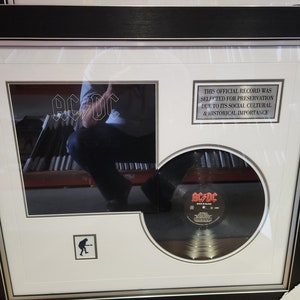 AC/DC
THIS OFFICIAL RECORD WAS
SELECTED FOR PRESERVATION
DUE TO ITS SOCIAL CULTURAL
& HISTORICAL IMPORTANCE
AC/DC